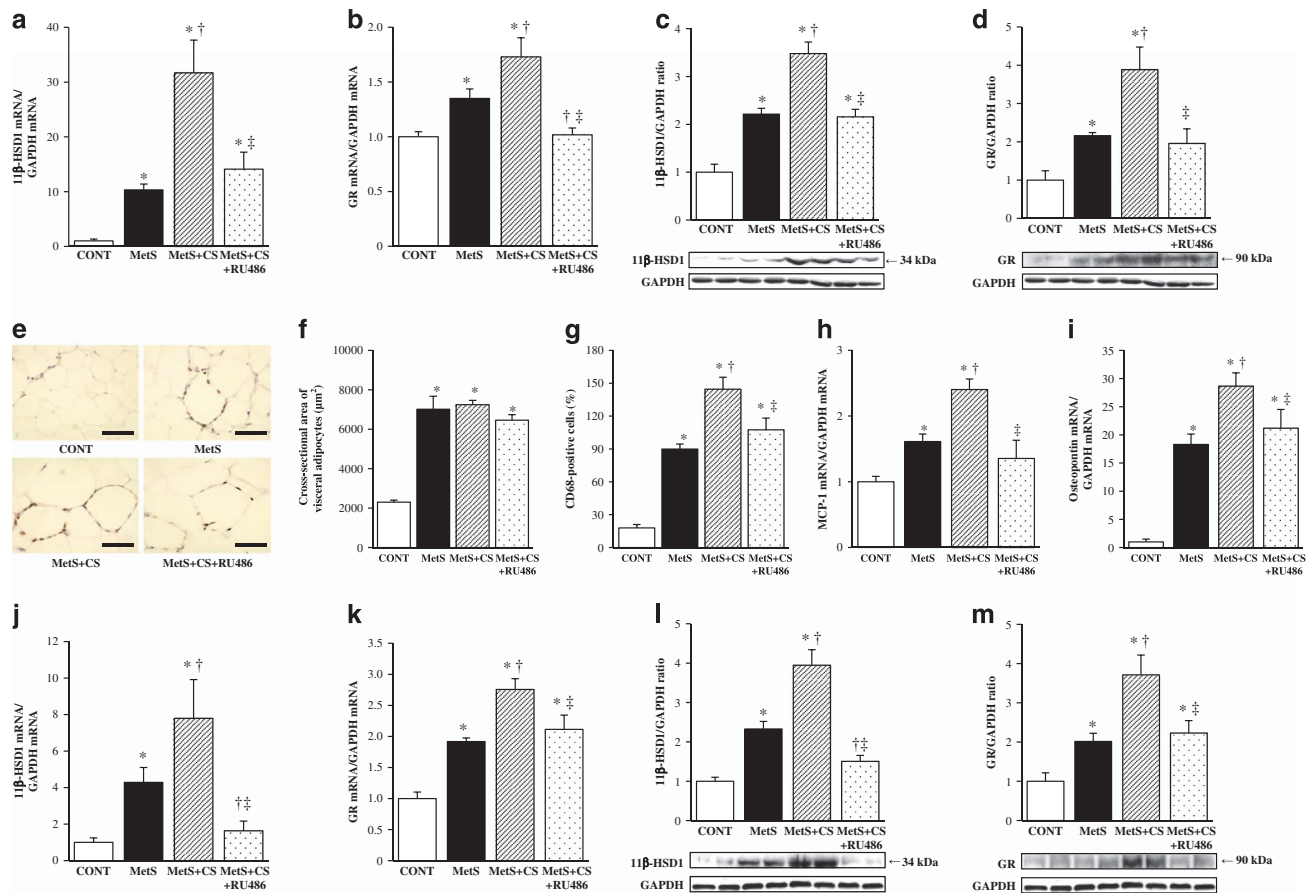 a
11β-HSD1 mRNA/
GAPDH mRNA
40
30
20
10
0
* †
*
* ‡
CONT
MetS
MetS+CS
MetS+CS
+RU486
b
GR mRNA/GAPDH mRNA
2.0
1.5
1.0
0.5
0.0
* †
*
† ‡
CONT
MetS
MetS+CS
MetS+CS
+RU486
c
11β-HSD1/GAPDH ratio
4
3
2
1
0
* †
*
* ‡
CONT
MetS
MetS+CS
MetS+CS
+RU486
11β-HSD1
← 34 kDa
GAPDH
d
GR/GAPDH ratio
5
4
3
2
1
0
*†
*
‡
CONT
MetS
MetS+CS
MetS+CS
+RU486
GR
← 90 kDa
GAPDH
e
CONT
MetS
MetS+CS
MetS+CS+RU486
f
Cross-sectional area of
visceral adipocytes (µm²)
10000
8000
6000
4000
2000
0
*
*
*
CONT
MetS
MetS+CS
MetS+CS
+RU486
g
CD68-positive cells (%)
180
150
120
90
60
30
0
* †
*
* ‡
CONT
MetS
MetS+CS
MetS+CS
+RU486
h
MCP-1 mRNA/GAPDH mRNA
3
2
1
0
* †
*
‡
CONT
MetS
MetS+CS
MetS+CS
+RU486
i
Osteopontin mRNA/
GAPDH mRNA
35
30
25
20
15
10
5
0
* †
*
* ‡
CONT
MetS
MetS+CS
MetS+CS
+RU486
j
11β-HSD1 mRNA/
GAPDH mRNA
12
10
8
6
4
2
0
* †
*
†‡
CONT
MetS
MetS+CS
MetS+CS
+RU486
k
GR mRNA/GAPDH mRNA
3.5
3.0
2.5
2.0
1.5
1.0
0.5
0.0
* †
*
* ‡
CONT
MetS
MetS+CS
MetS+CS
+RU486
l
11β-HSD1/GAPDH ratio
5
4
3
2
1
0
* †
*
†‡
CONT
MetS
MetS+CS
MetS+CS
+RU486
11β-HSD1
← 34 kDa
GAPDH
m
GR/GAPDH ratio
5
4
3
2
1
0
* †
*
* ‡
CONT
MetS
MetS+CS
MetS+CS
+RU486
GR
← 90 kDa
GAPDH